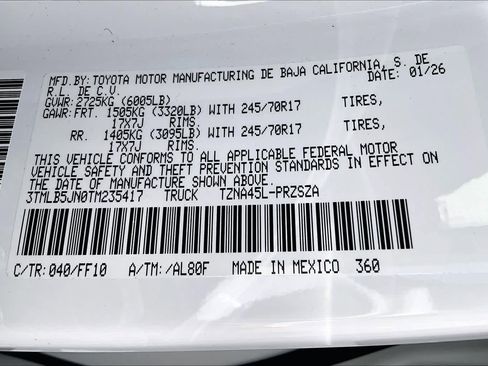 MFD.BY: TOYOTA MOTOR MANUFACTURING DE BAJA CALIFORNIA, S. DE
R.L. DE C.V. DATE: 01/26
GVWR: 2725KG (6005LB)
GAWR: FRT. 1505KG (3320LB) WITH 245/70R17 TIRES,
17X7J RIMS.
RR. 1405KG (3095LB) WITH 245/70R17 TIRES,
17X7J RIMS.
THIS VEHICLE CONFORMS TO ALL APPLICABLE FEDERAL MOTOR
VEHICLE SAFETY AND THEFT PREVENTION STANDARDS IN EFFECT ON
THE DATE OF MANUFACTURE SHOWN ABOVE.
3TMLB5JN0TM235417 TRUCK TZNA45L-PRZSZA
C/TR: 040/FF10 A/TM: /AL80F MADE IN MEXICO 360